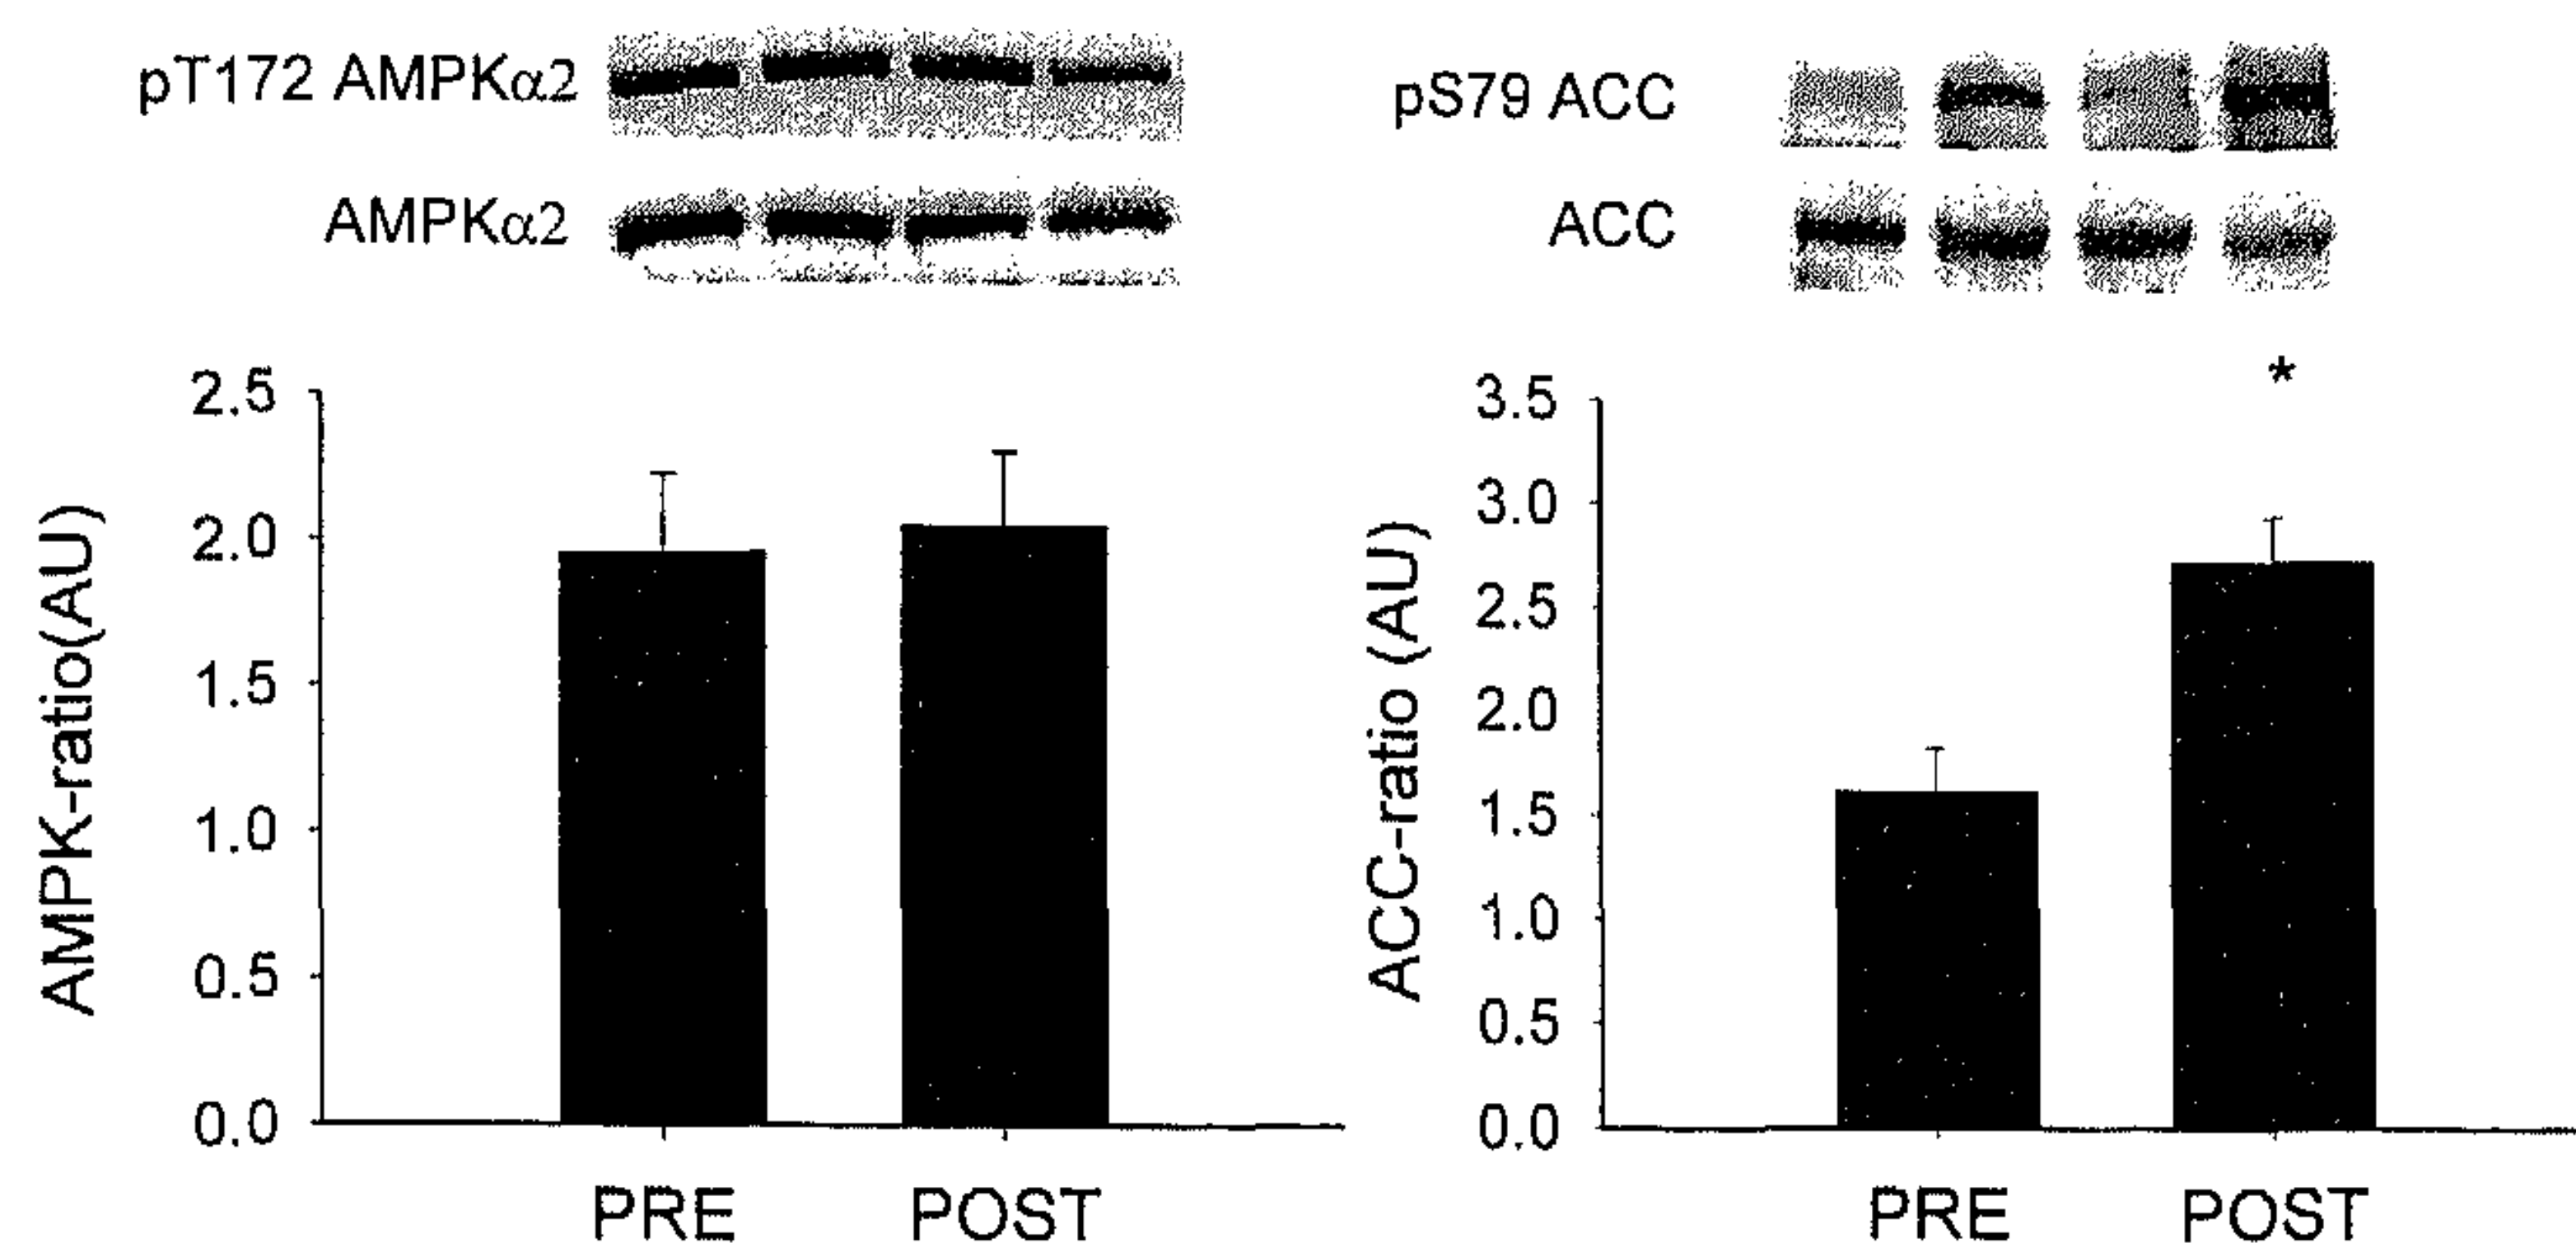 pT172 AMPKα2
AMPKα2
AMPK-ratio(AU)
2.5
2.0
1.5
1.0
0.5
0.0
PRE POST
pS79 ACC
ACC
*
ACC-ratio (AU)
3.5
3.0
2.5
2.0
1.5
1.0
0.5
0.0
PRE POST